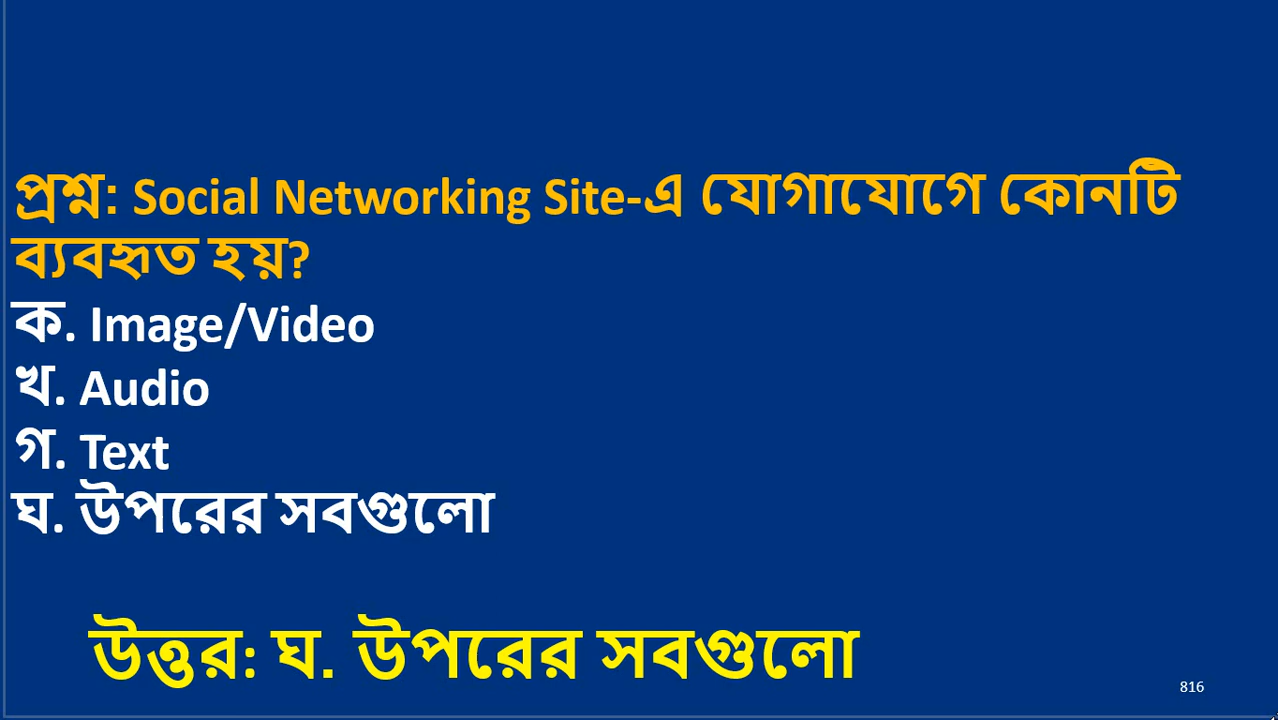 প্রশ্ন: Social Networking Site-এ যোগাযোগে কোনটি
ব্যবহৃত হয়?
ক. Image/Video
খ. Audio
গ. Text
ঘ. উপরের সবগুলো
উত্তর: ঘ. উপরের সবগুলো
816